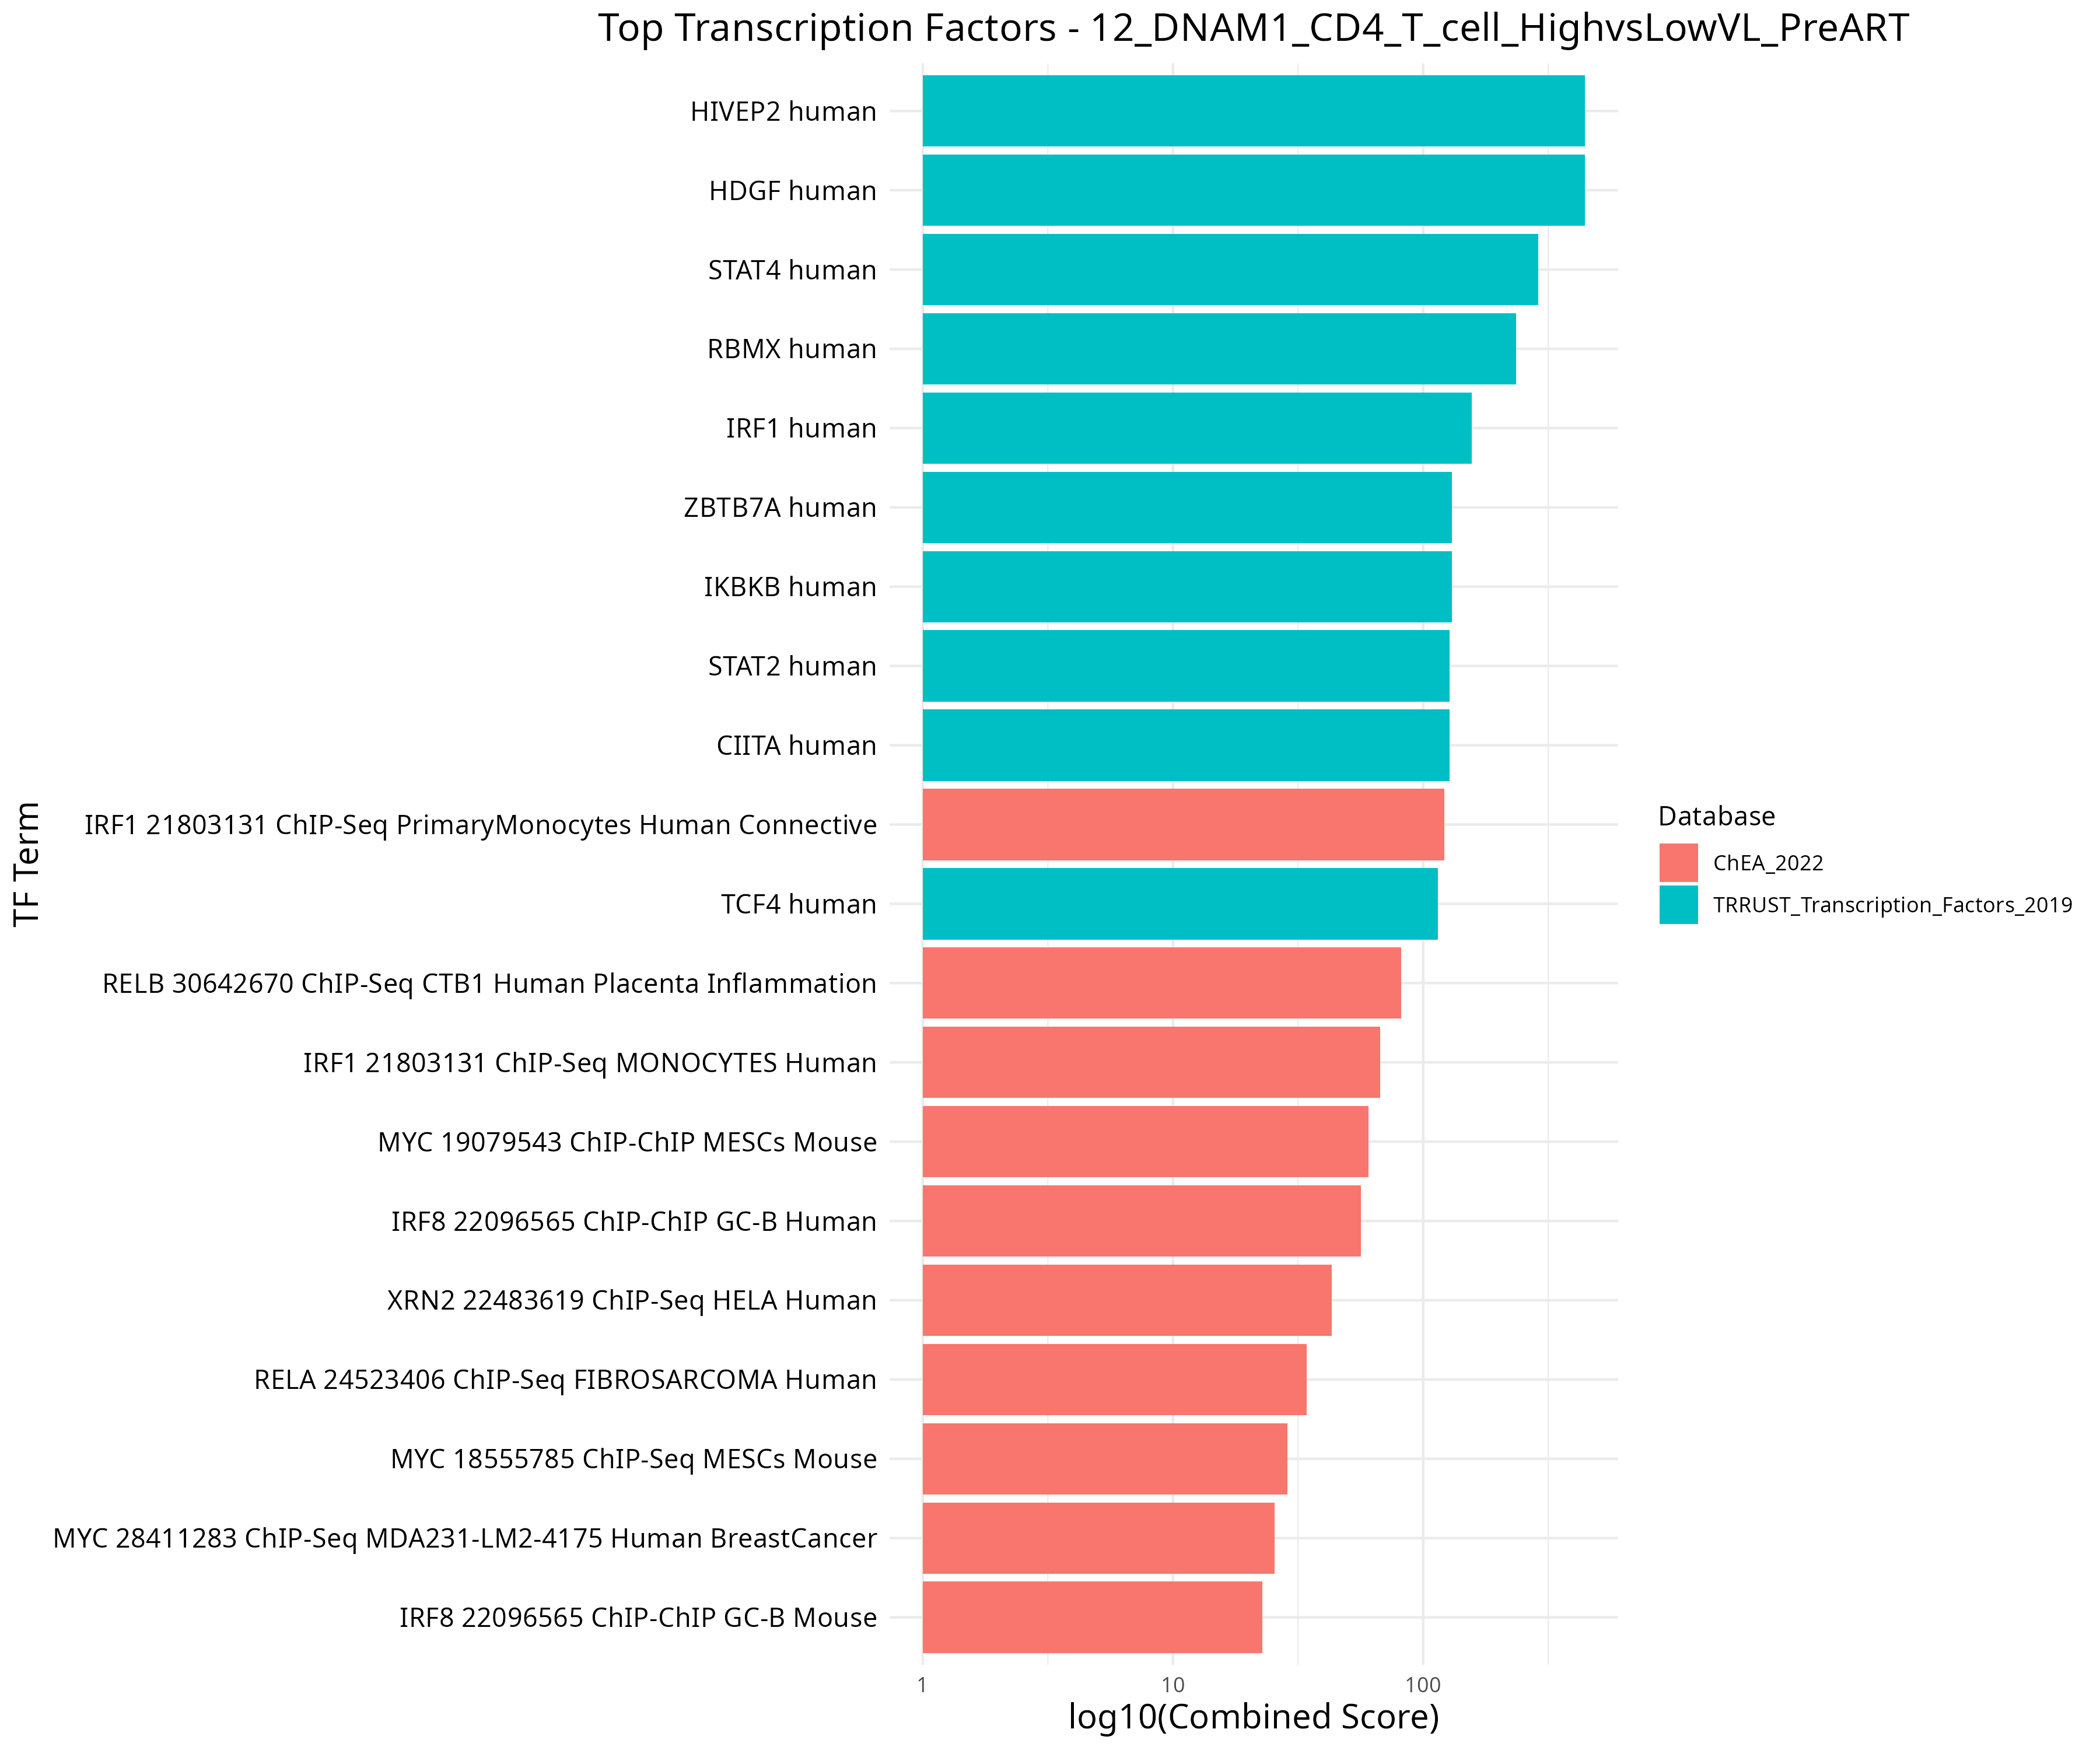 Top Transcription Factors - 12_DNAM1_CD4_T_cell_HighvsLowVL_PreART
HIVEP2 human
HDGF human
STAT4 human
RBMX human
IRF1 human
ZBTB7A human
IKBKB human
STAT2 human
CIITA human
IRF1 21803131 ChIP-Seq PrimaryMonocytes Human Connective
TCF4 human
RELB 30642670 ChIP-Seq CTB1 Human Placenta Inflammation
IRF1 21803131 ChIP-Seq MONOCYTES Human
MYC 19079543 ChIP-ChIP MESCs Mouse
IRF8 22096565 ChIP-ChIP GC-B Human
XRN2 22483619 ChIP-Seq HELA Human
RELA 24523406 ChIP-Seq FIBROSARCOMA Human
MYC 18555785 ChIP-Seq MESCs Mouse
MYC 28411283 ChIP-Seq MDA231-LM2-4175 Human BreastCancer
IRF8 22096565 ChIP-ChIP GC-B Mouse
TF Term
1 10 100
log10(Combined Score)
Database
ChEA_2022
TRRUST_Transcription_Factors_2019